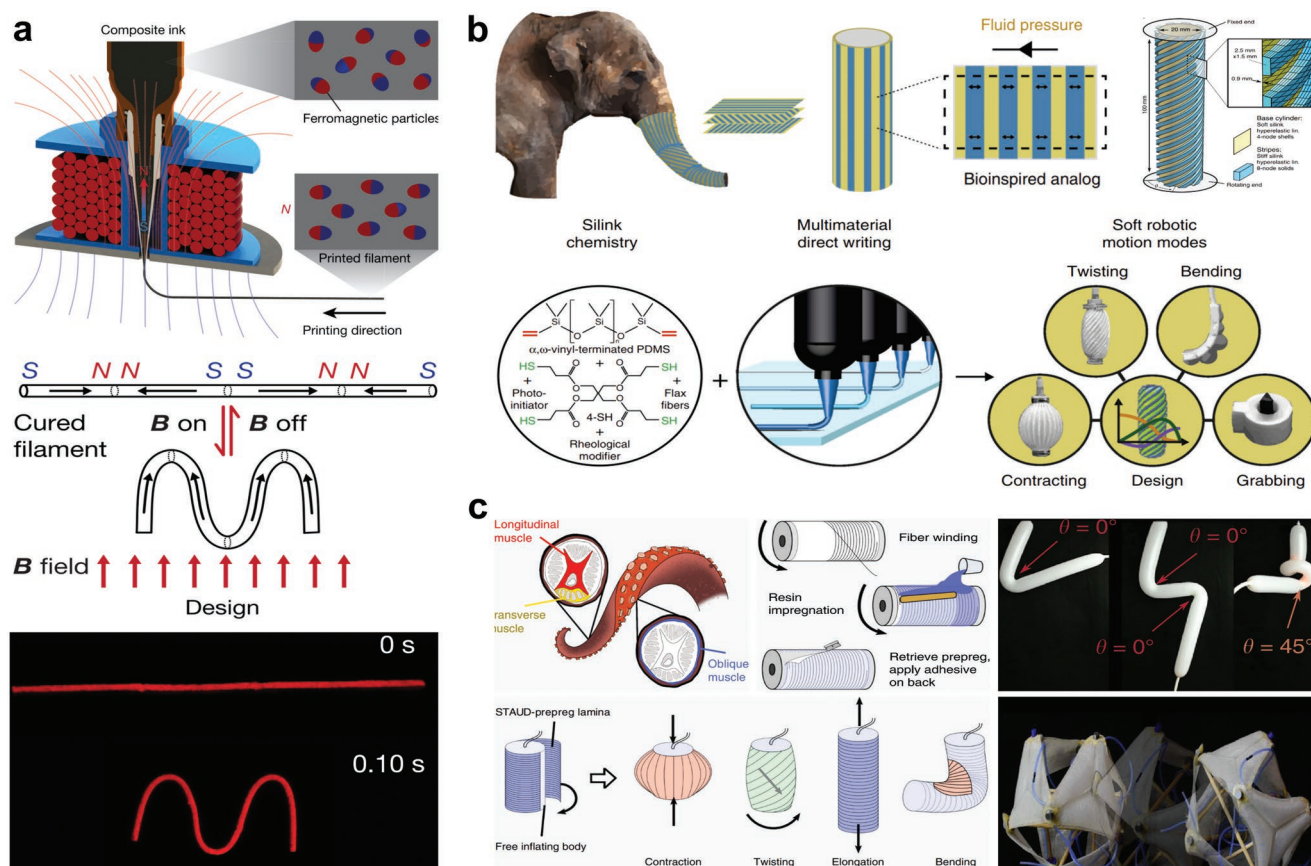 a
Composite ink
Ferromagnetic particles
N
S
N
Printed filament
Printing direction
S N N S S N N S
Cured
filament
B on B off
B field
Design
0 s
0.10 s
b
Fluid pressure
Bioinspired analog
Fixed end
20 mm
2.5 mm
x1.5 mm
0.9 mm
100 mm
Base cylinder:
Soft silink
hyperelastic lin.
4-node shells
Stripes:
Stiff silink
hyperelastic lin.
8-node solids
Rotating end
Silink
chemistry
Multimaterial
direct writing
Soft robotic
motion modes
Si
O
Si
O
Si
n
α,ω-vinyl-terminated PDMS
+
HS
O
O
SH
+
Photo-
initiator
O
O
O
O
+
Flax
fibers
HS
4-SH
SH
O
O
+
Rheological
modifier
+
Twisting
Bending
Contracting
Design
Grabbing
c
Longitudinal
muscle
ransverse
muscle
Oblique
muscle
Fiber winding
Resin
impregnation
Retrieve prepreg,
apply adhesive
on back
θ = 0°
θ = 0°
θ = 0°
θ = 45°
STAUD-prepreg lamina
Free inflating body
Contraction
Twisting
Elongation
Bending